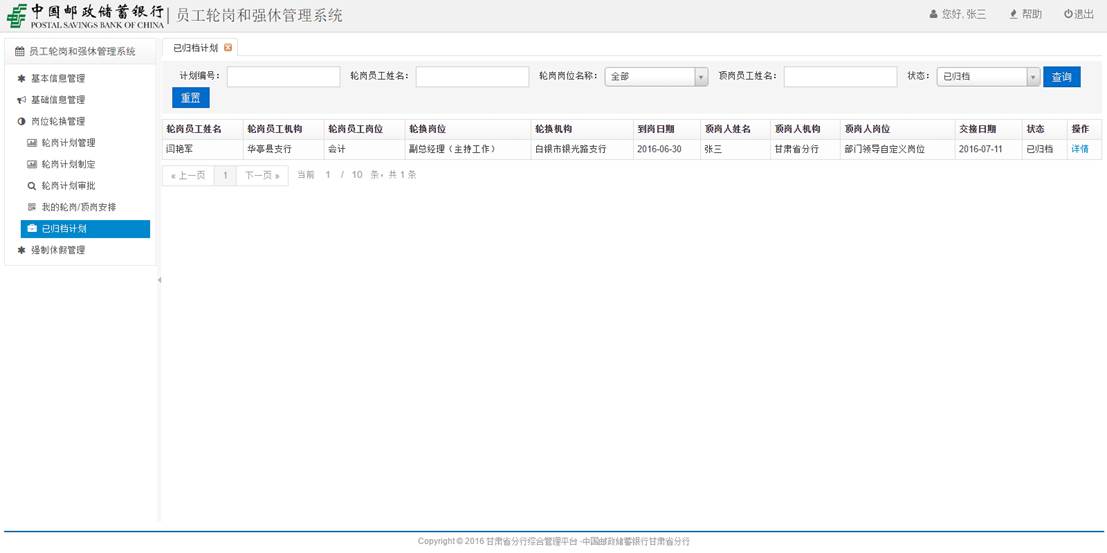 中国邮政储蓄银行 | 员工轮岗和强休管理系统
POSTAL SAVINGS BANK OF CHINA
您好, 张三 帮助 退出
员工轮岗和强休管理系统
基本信息管理
基础信息管理
岗位轮换管理
轮岗计划管理
轮岗计划制定
轮岗计划审批
我的轮岗/顶岗安排
已归档计划
强制休假管理
已归档计划
计划编号: 轮岗员工姓名: 轮岗岗位名称: 全部 顶岗员工姓名: 状态: 已归档 查询
重置
轮岗员工姓名 轮岗员工机构 轮岗员工岗位 轮换岗位 轮换机构 到岗日期 顶岗人姓名 顶岗人机构 顶岗人岗位 交接日期 状态 操作
闫艳军 华亭县支行 会计 副总经理（主持工作） 白银市银光路支行 2016-06-30 张三 甘肃省分行 部门领导自定义岗位 2016-07-11 已归档 详情
« 上一页 1 下一页 » 当前 1 / 10 条，共 1 条
Copyright © 2016 甘肃省分行综合管理平台 -中国邮政储蓄银行甘肃省分行